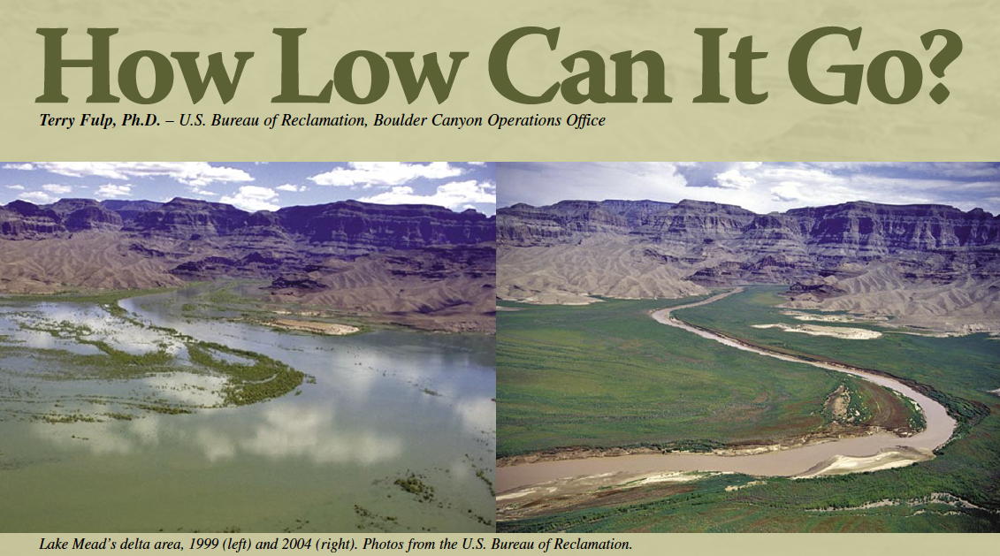 How Low Can It Go?
Terry Fulp, Ph.D. – U.S. Bureau of Reclamation, Boulder Canyon Operations Office
Lake Mead's delta area, 1999 (left) and 2004 (right). Photos from the U.S. Bureau of Reclamation.